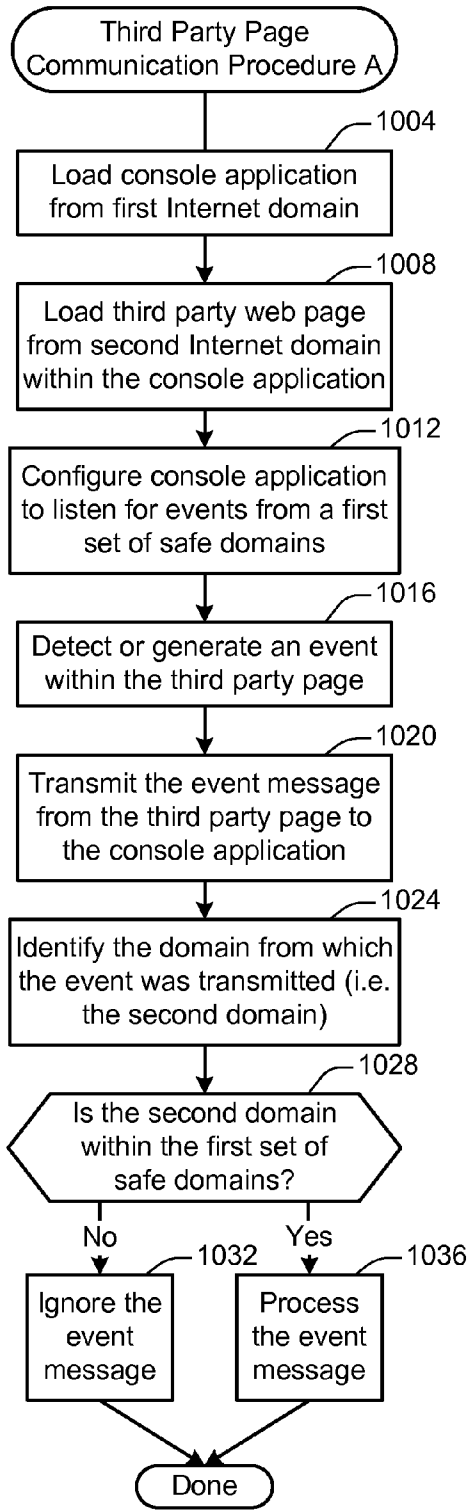 Third Party Page
Communication Procedure A
1004
Load console application
from first Internet domain
1008
Load third party web page
from second Internet domain
within the console application
1012
Configure console application
to listen for events from a first
set of safe domains
1016
Detect or generate an event
within the third party page
1020
Transmit the event message
from the third party page to
the console application
1024
Identify the domain from which
the event was transmitted (i.e.
the second domain)
1028
Is the second domain
within the first set of
safe domains?
No
Yes
1032
1036
Ignore the
event
message
Process
the event
message
Done